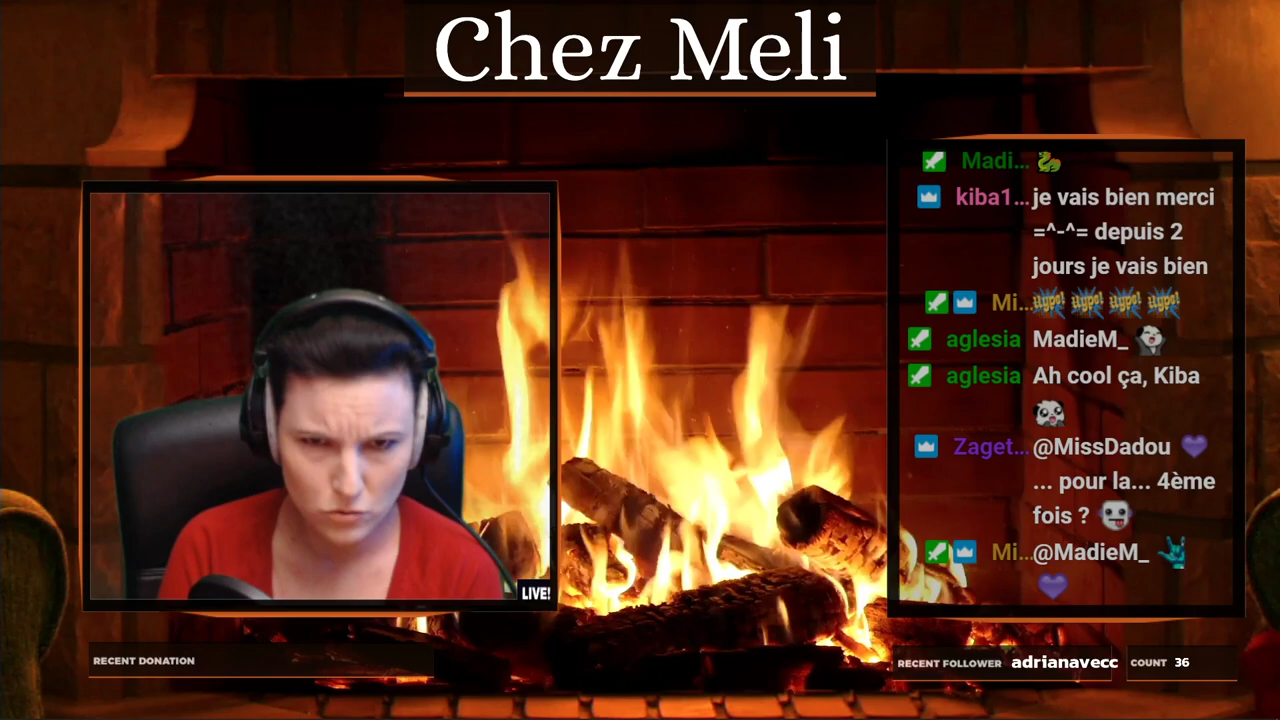 Chez Meli
Madi...
kiba1... je vais bien merci
=^-^= depuis 2
jours je vais bien
Mi...
aglesia MadieM_
aglesia Ah cool ça, Kiba
Zaget... @MissDadou
... pour la... 4ème
fois ?
Mi... @MadieM_
LIVE!
RECENT DONATION
RECENT FOLLOWER adrianavecc
COUNT 36